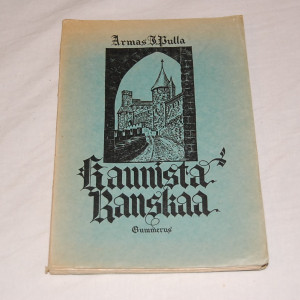 Armas J. Pulla
Kaunista
Ranskaa
Gummerus